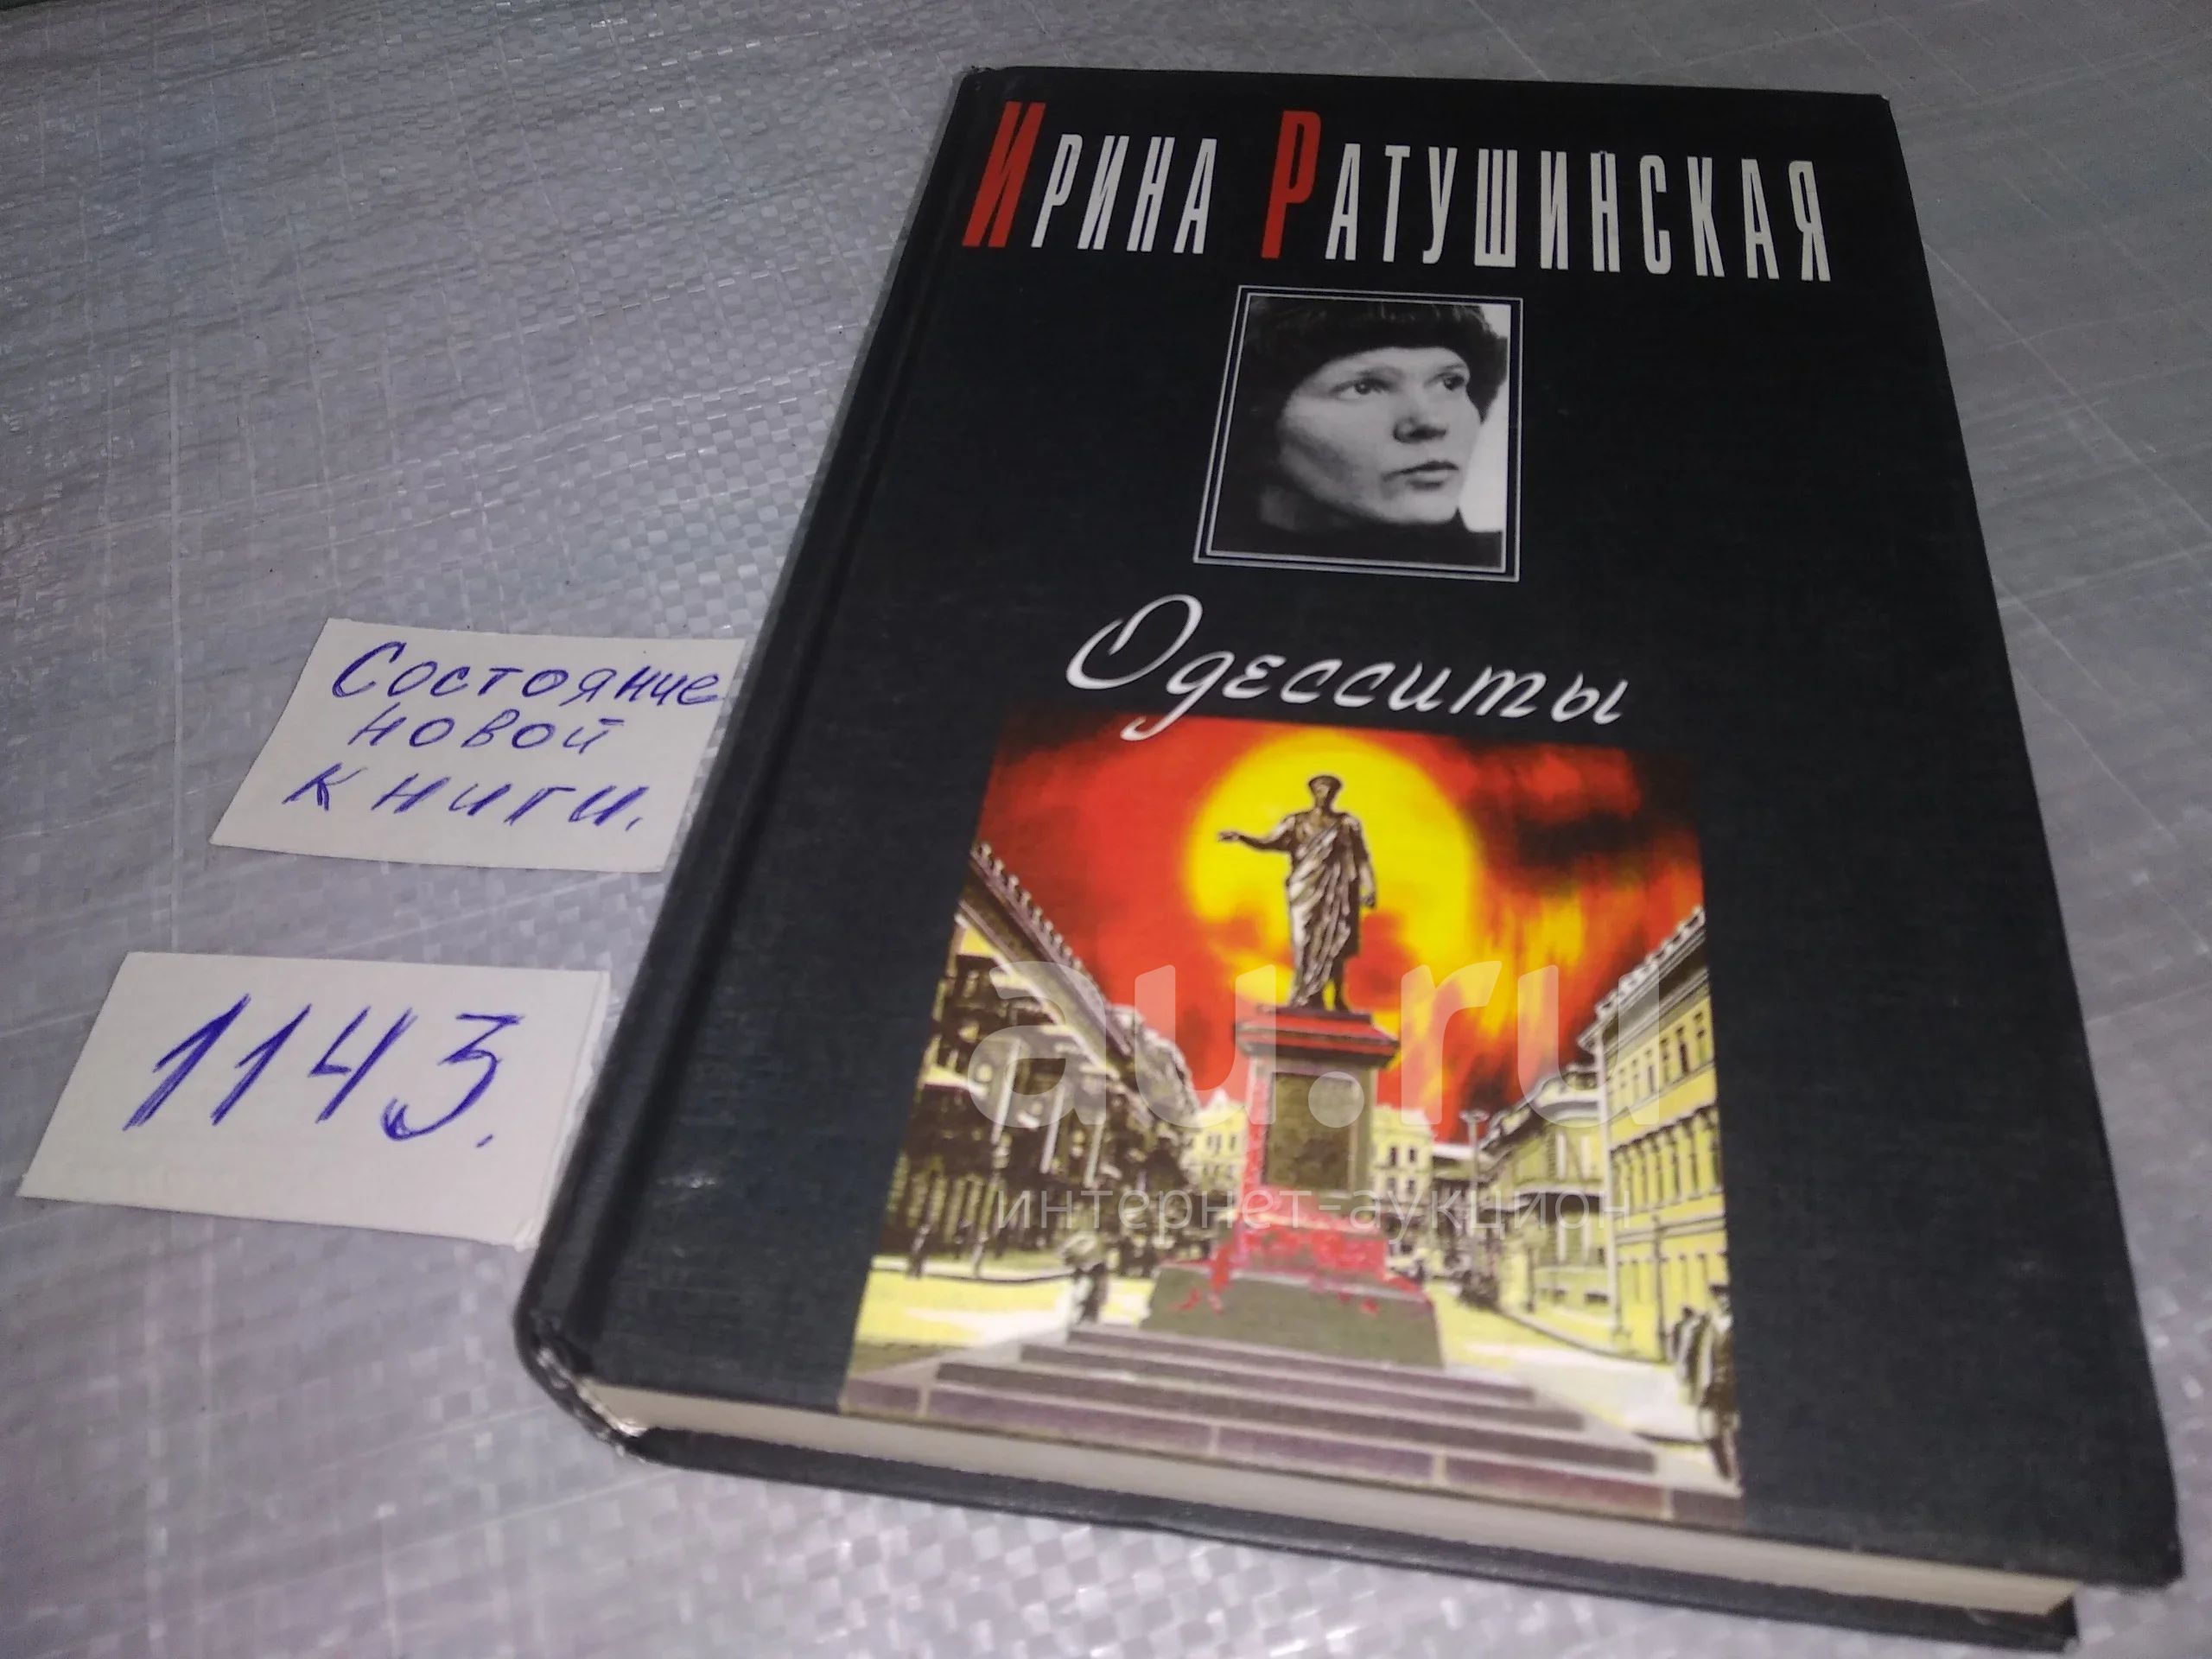 Ирина Ратушинская
Одесситы
Состояние
новой
книги.
1143.
au.ru
интернет-аукцион